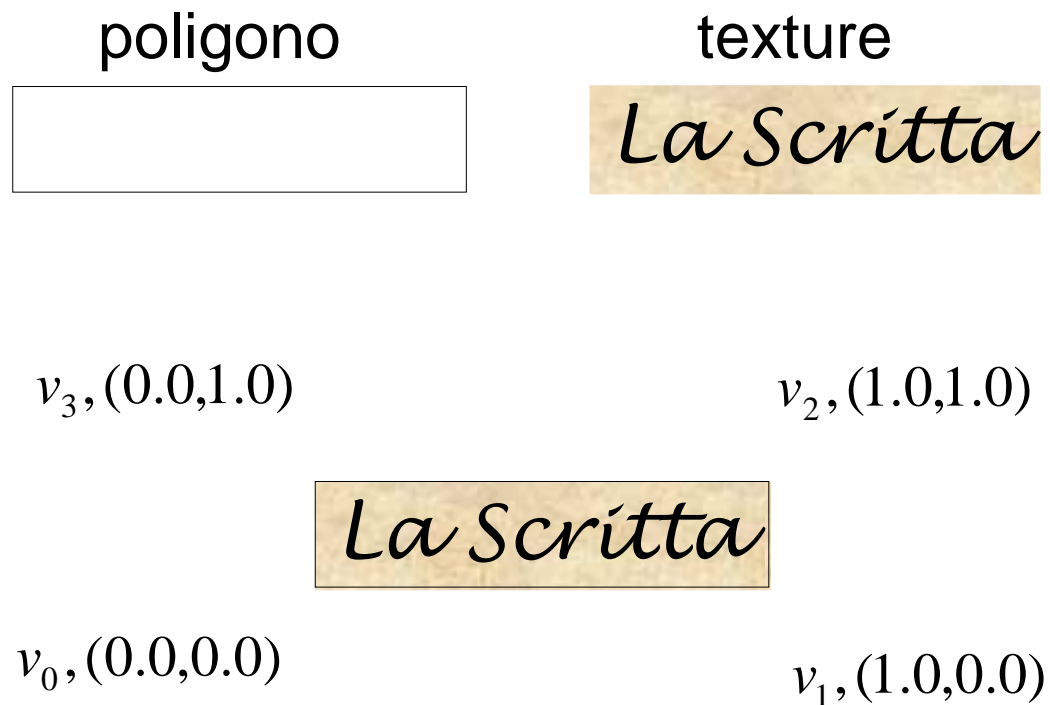 poligono texture
La Scritta
v₃,(0.0,1.0) v₂,(1.0,1.0)
La Scritta
v₀,(0.0,0.0) v₁,(1.0,0.0)